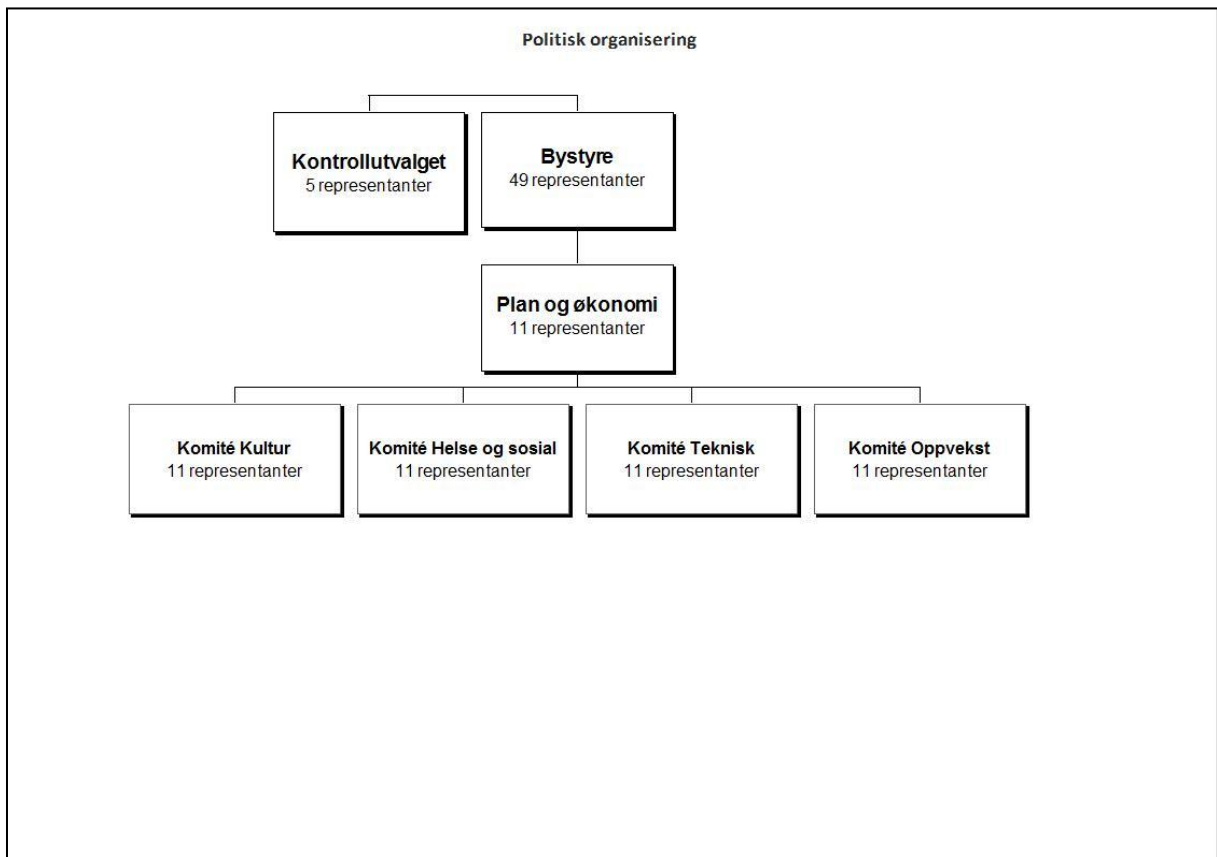 Politisk organisering
Kontrollutvalget
5 representanter
Bystyre
49 representanter
Plan og økonomi
11 representanter
Komité Kultur
11 representanter
Komité Helse og sosial
11 representanter
Komité Teknisk
11 representanter
Komité Oppvekst
11 representanter